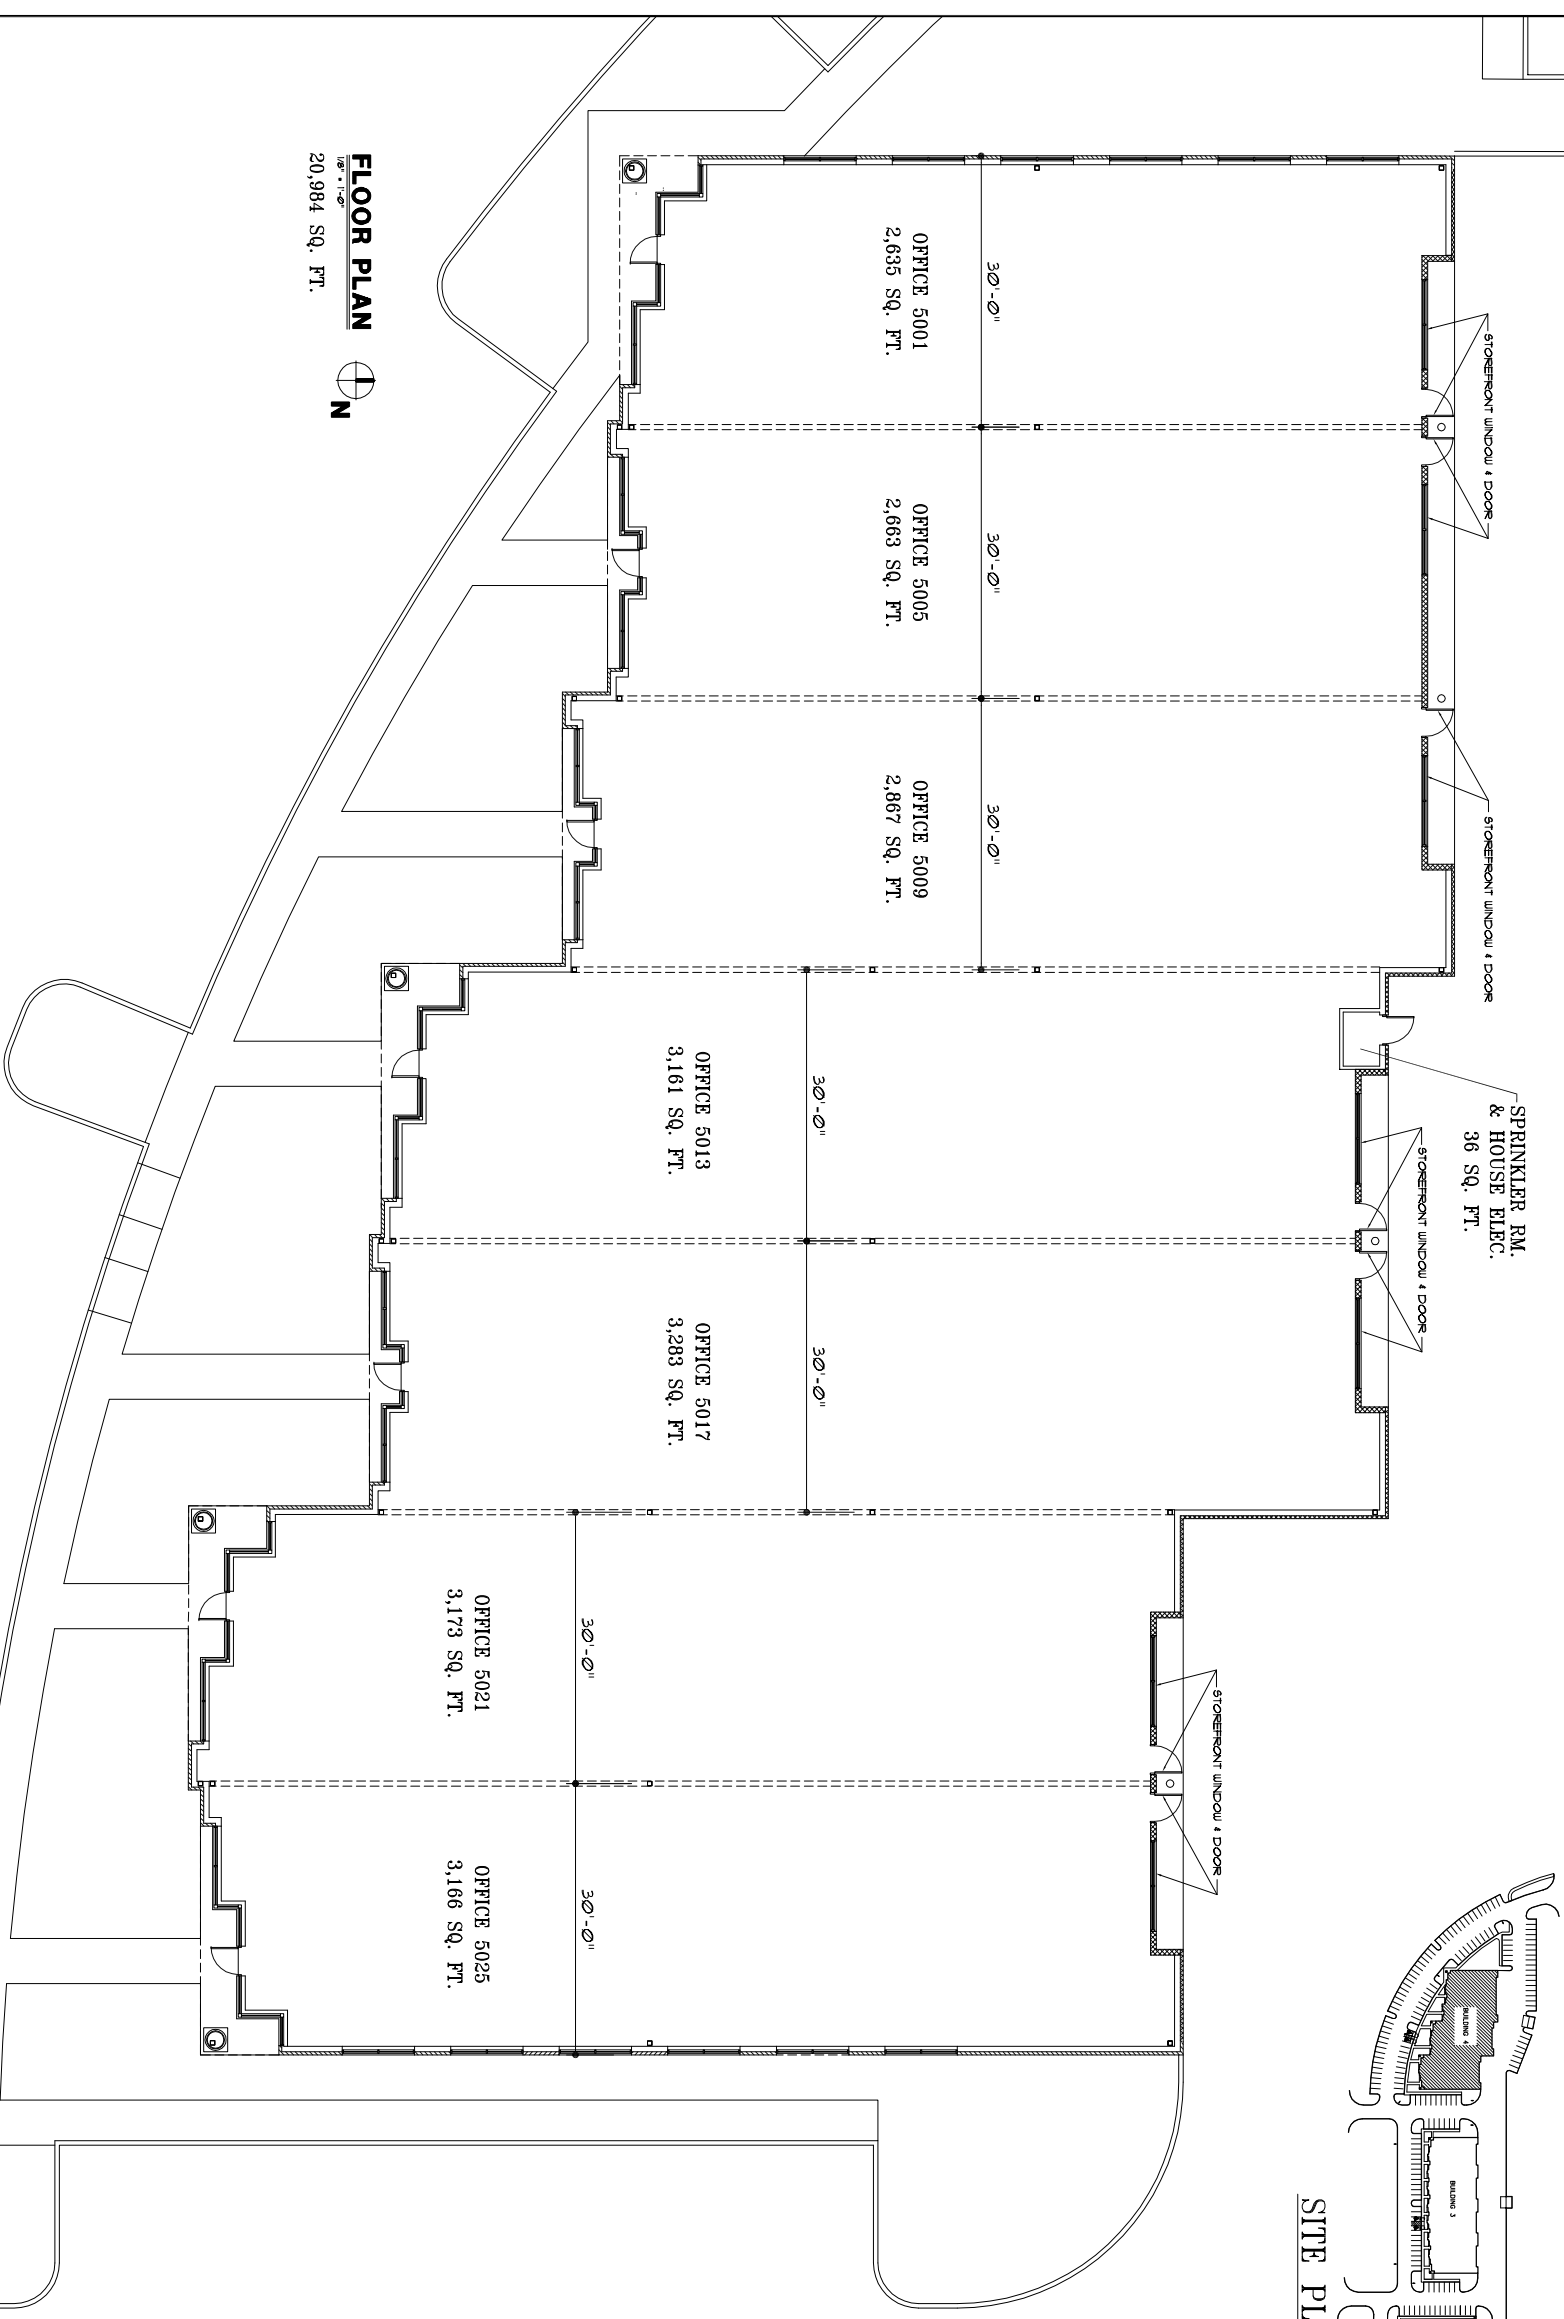 FLOOR PLAN
1/8" = 1'-0"
20,984 SQ. FT.
N
OFFICE 5001
2,635 SQ. FT.
30'-0"
OFFICE 5005
2,663 SQ. FT.
30'-0"
OFFICE 5009
2,867 SQ. FT.
30'-0"
OFFICE 5013
3,161 SQ. FT.
30'-0"
OFFICE 5017
3,283 SQ. FT.
30'-0"
OFFICE 5021
3,173 SQ. FT.
30'-0"
OFFICE 5025
3,166 SQ. FT.
30'-0"
STOREFRONT WINDOW & DOOR
STOREFRONT WINDOW & DOOR
SPRINKLER RM.
& HOUSE ELEC.
36 SQ. FT.
STOREFRONT WINDOW & DOOR
STOREFRONT WINDOW & DOOR
BUILDING 4
BUILDING 3
SITE PL